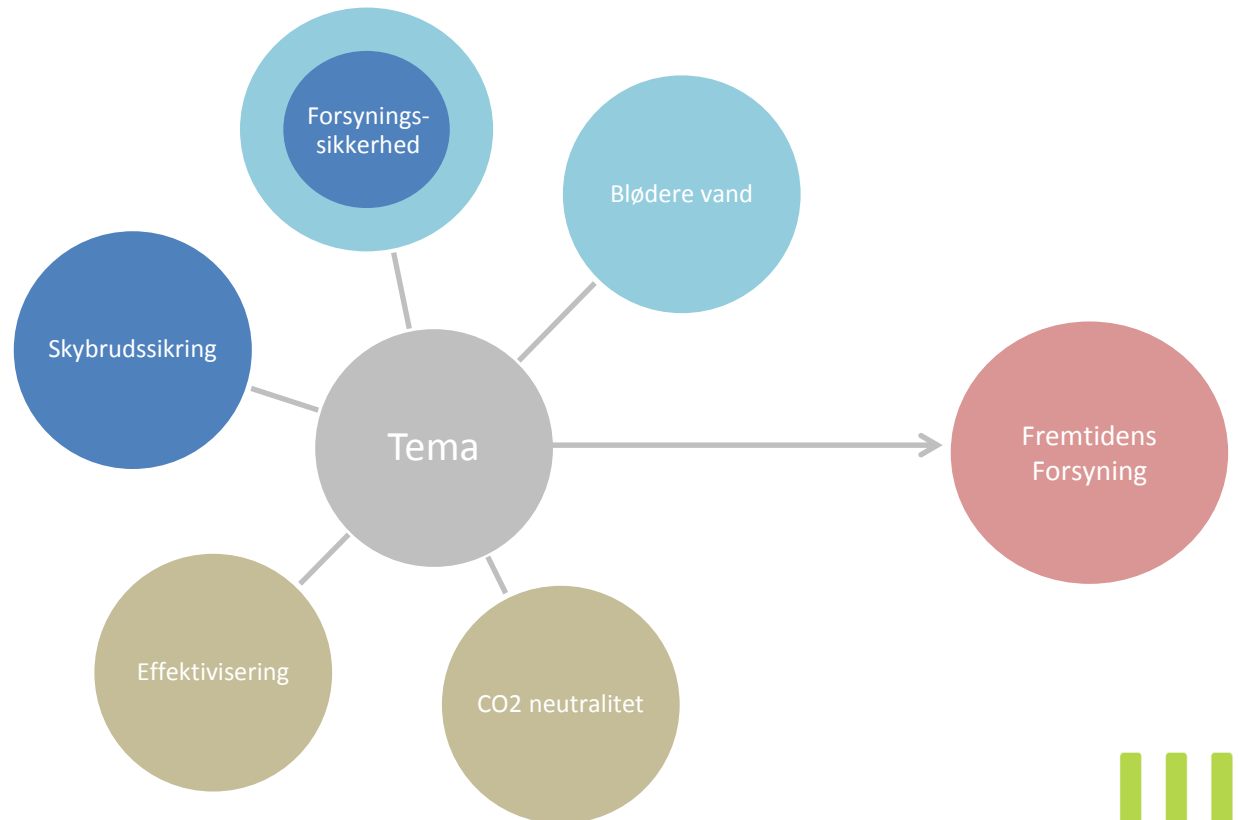 Forsynings-
sikkerhed
Blødere vand
Skybrudssikring
Tema
Fremtidens
Forsyning
Effektivisering
CO2 neutralitet